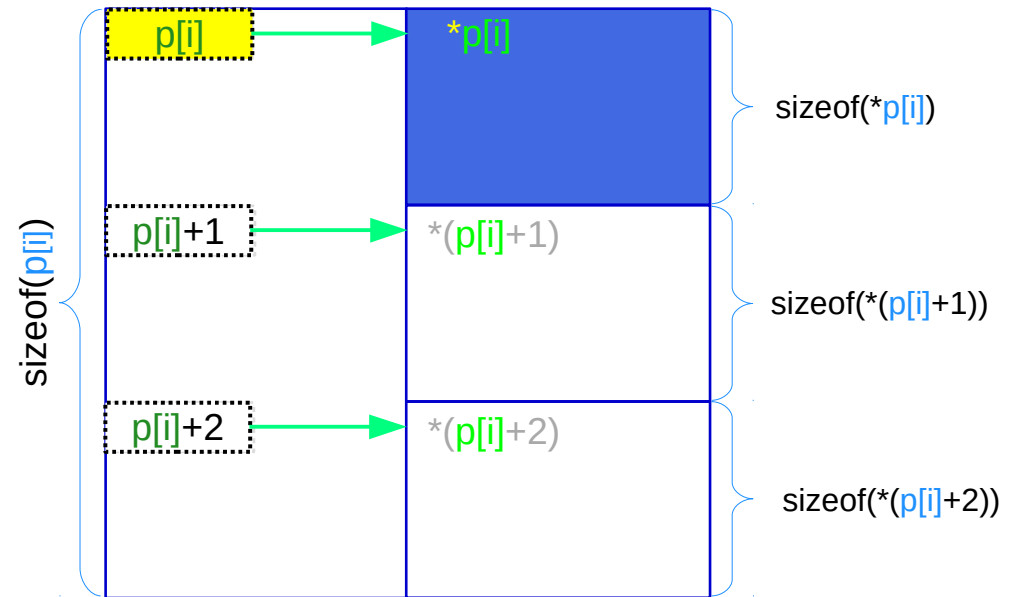 p[i]
*p[i]
sizeof(*p[i])
sizeof(p[i])
p[i]+1
*(p[i]+1)
sizeof(*(p[i]+1))
p[i]+2
*(p[i]+2)
sizeof(*(p[i]+2))